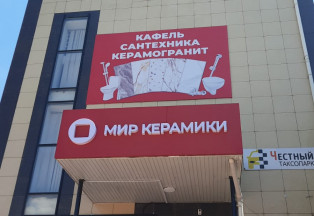 КАФЕЛЬ
САНТЕХНИКА
КЕРАМОГРАНИТ
МИР КЕРАМИКИ
ЧЕСТНЫЙ
ТАКСОПАРК